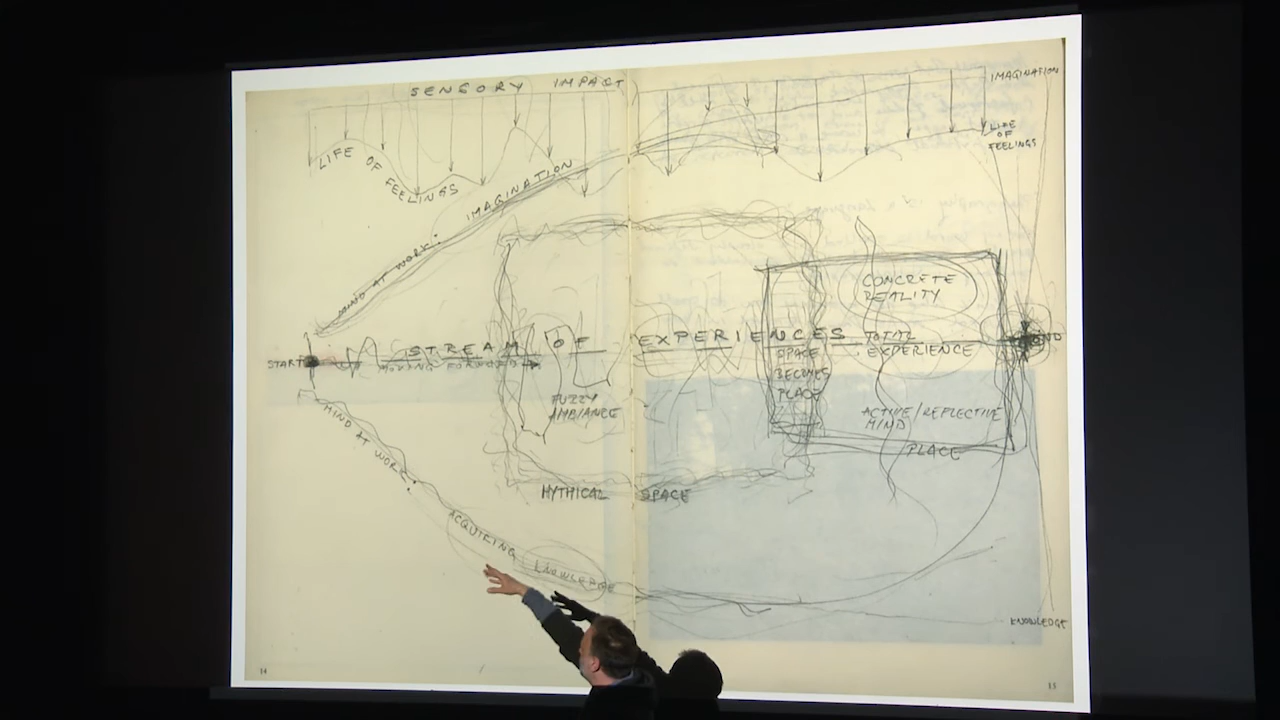 SENSORY IMPACT
IMAGINATION
LIFE OF FEELINGS
LIFE
OF
FEELINGS
IMAGINATION
MIND AT WORK:
CONCRETE
REALITY
START
STREAM OF EXPERIENCES
TOTAL
EXPERIENCE
END
MOVING FORWARD
SPACE
BECOMES
PLACE
FUZZY
AMBIANCE
ACTIVE/REFLECTIVE
MIND
PLACE
MIND AT WORK:
MYTHICAL SPACE
ACQUIRING
KNOWLEDGE
KNOWLEDGE
14
15